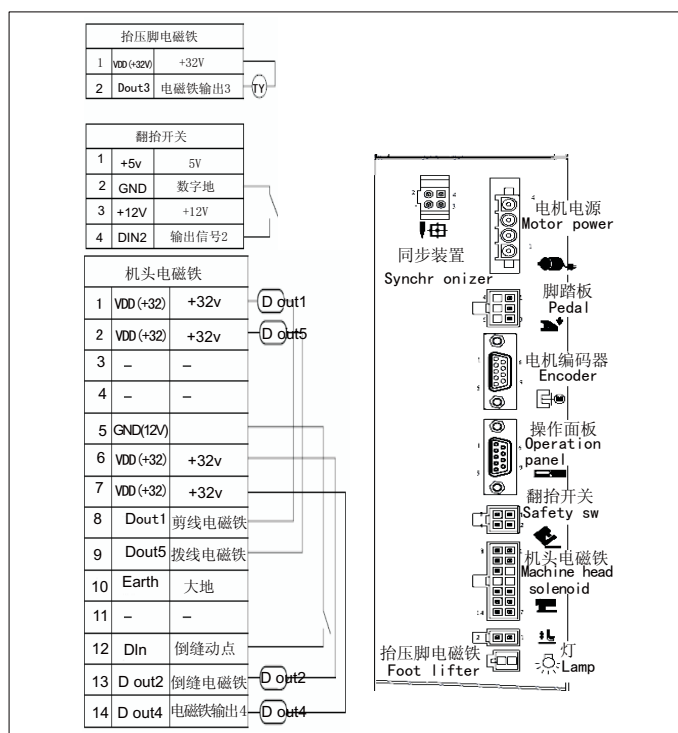 抬压脚电磁铁
1 VDD(+32V) +32V
2 Dout3 电磁铁输出3 TY
翻抬开关
1 +5v 5V
2 GND 数字地
3 +12V +12V
4 DIN2 输出信号2
机头电磁铁
1 VDD(+32) +32v D out1
2 VDD(+32) +32v D out5
3 – –
4 – –
5 GND(12V)
6 VDD(+32) +32v
7 VDD(+32) +32v
8 Dout1 剪线电磁铁
9 Dout5 拨线电磁铁
10 Earth 大地
11 – –
12 DIn 倒缝动点
13 D out2 倒缝电磁铁 D out2
14 D out4 电磁铁输出4 D out4
同步装置
Synchr onizer
电机电源
Motor power
脚踏板
Pedal
电机编码器
Encoder
操作面板
Operation
panel
翻抬开关
Safety sw
机头电磁铁
Machine head
solenoid
抬压脚电磁铁
Foot lifter
灯
Lamp